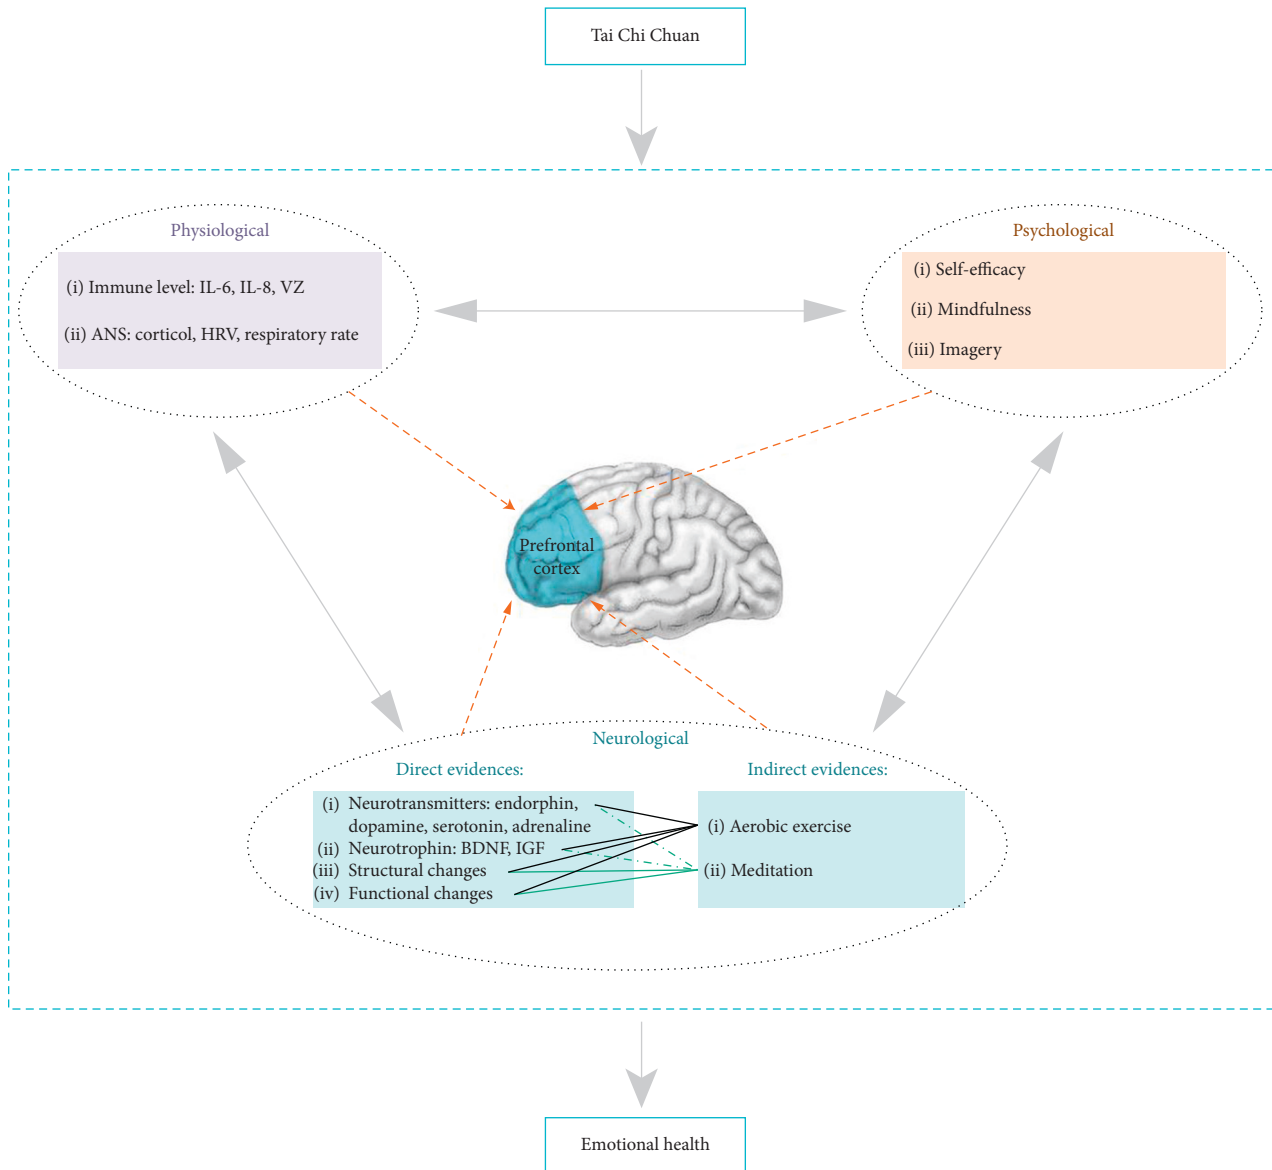 Tai Chi Chuan
Physiological
(i) Immune level: IL-6, IL-8, VZ
(ii) ANS: corticol, HRV, respiratory rate
Psychological
(i) Self-efficacy
(ii) Mindfulness
(iii) Imagery
Prefrontal
cortex
Neurological
Direct evidences:
(i) Neurotransmitters: endorphin,
dopamine, serotonin, adrenaline
(ii) Neurotrophin: BDNF, IGF
(iii) Structural changes
(iv) Functional changes
Indirect evidences:
(i) Aerobic exercise
(ii) Meditation
Emotional health